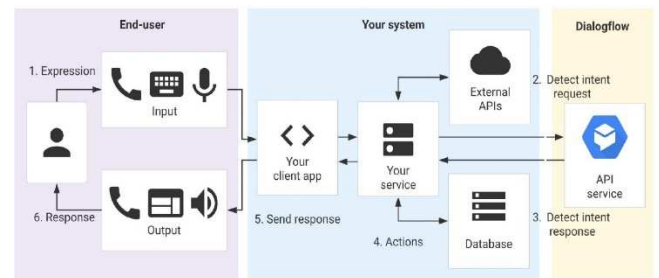 End-user
Your system
Dialogflow
1. Expression
Input
External
APIs
2. Detect intent
request
Your
client app
Your
service
API
service
6. Response
Output
5. Send response
4. Actions
Database
3. Detect intent
response